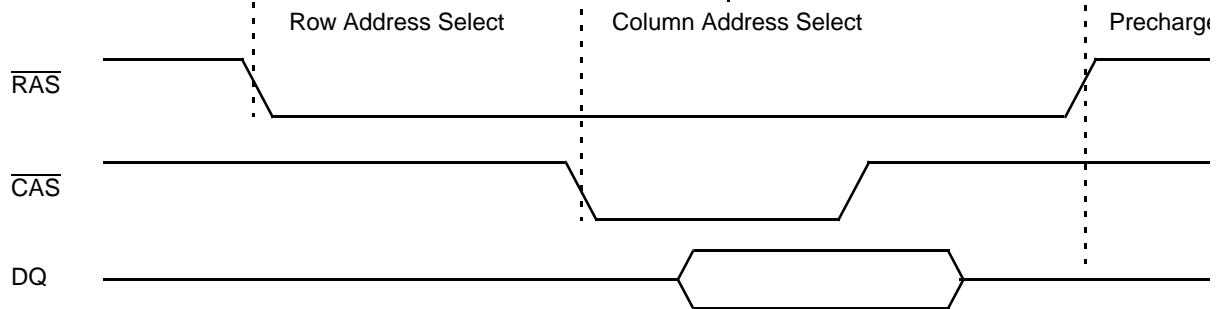 Row Address Select Column Address Select Precharge
RAS
CAS
DQ